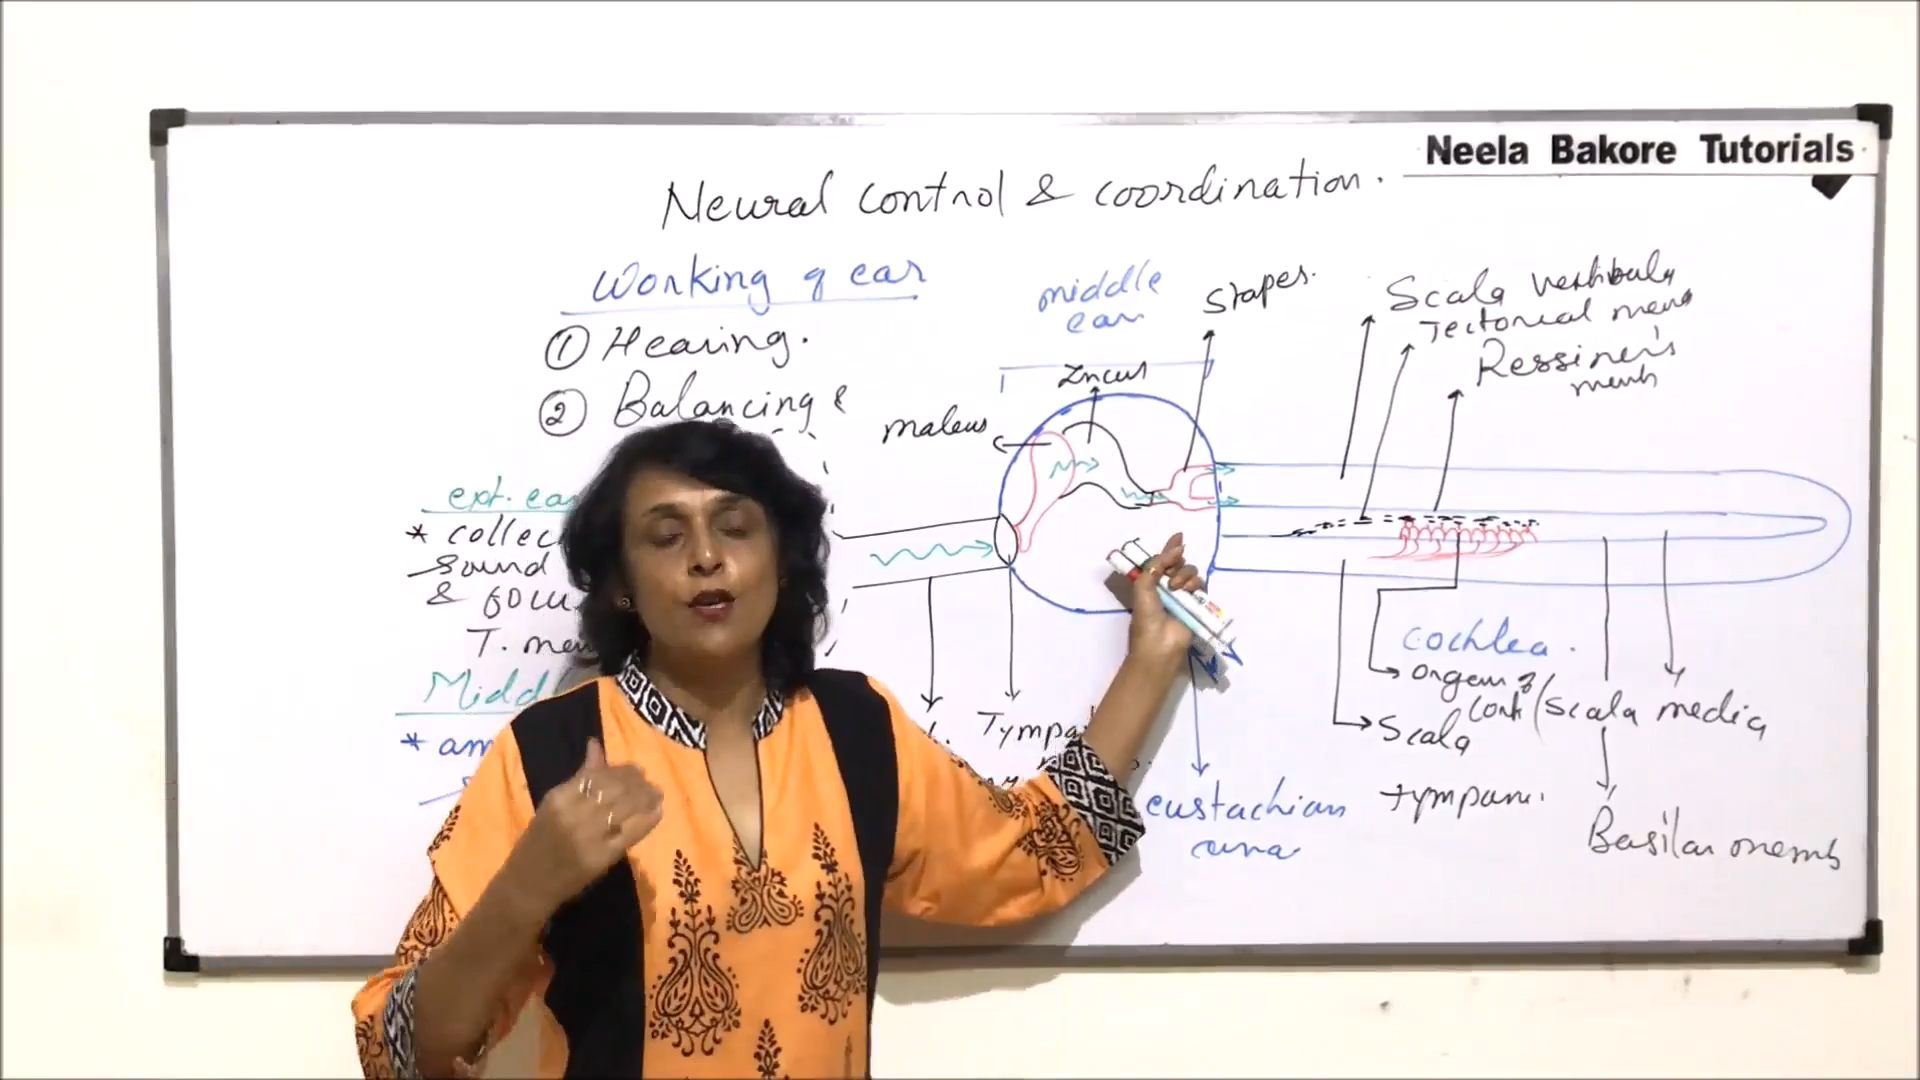 Neela Bakore Tutorials
Neural control & coordination.
Working of ear
① Hearing.
② Balancing &
ext. ear
* collec
sound
& focu
T. mem
Middl
* am
middle
ear
Stapes.
Incus
maleus
Scala vestibula
Tectorial mem
Ressiner's
memb
Tympa
eustachian
cochlea.
organ of
Corti
Scala media
Scala
tympani.
Basilar memb